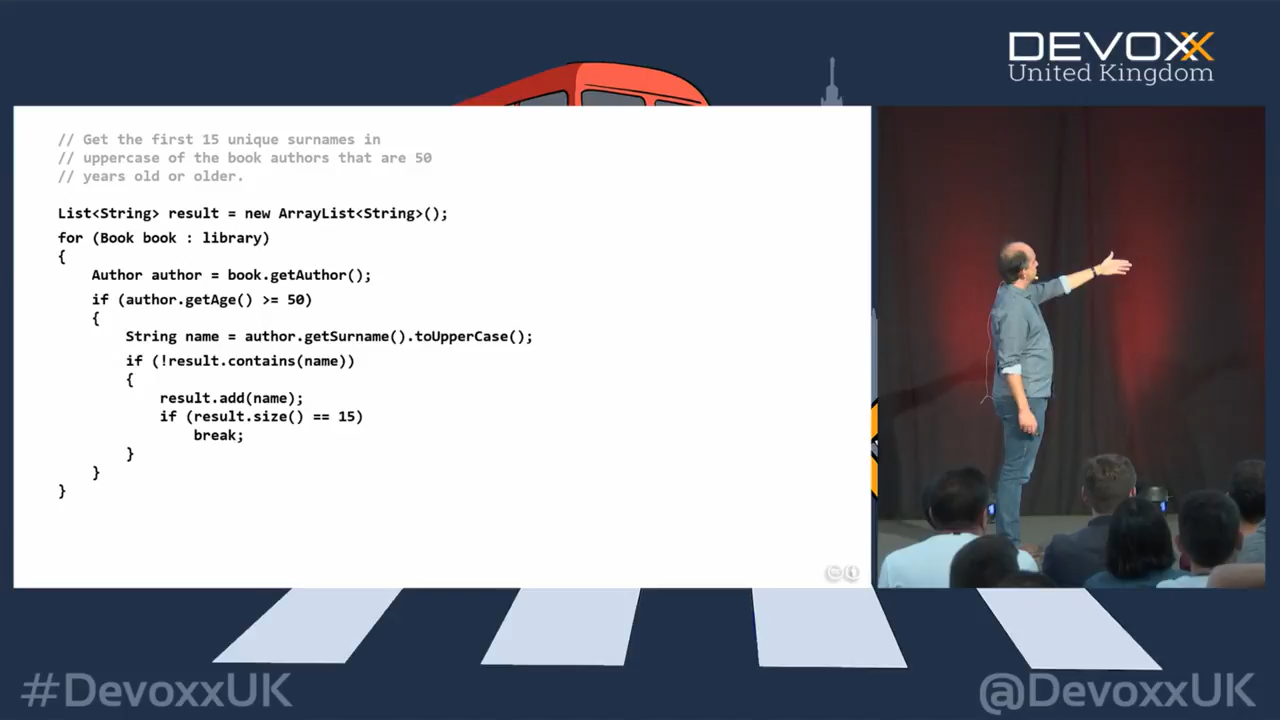 DEVOXX
United Kingdom
// Get the first 15 unique surnames in
// uppercase of the book authors that are 50
// years old or older.
List<String> result = new ArrayList<String>();
for (Book book : library)
{
Author author = book.getAuthor();
if (author.getAge() >= 50)
{
String name = author.getSurname().toUpperCase();
if (!result.contains(name))
{
result.add(name);
if (result.size() == 15)
break;
}
}
}
#DevoxxUK
@DevoxxUK